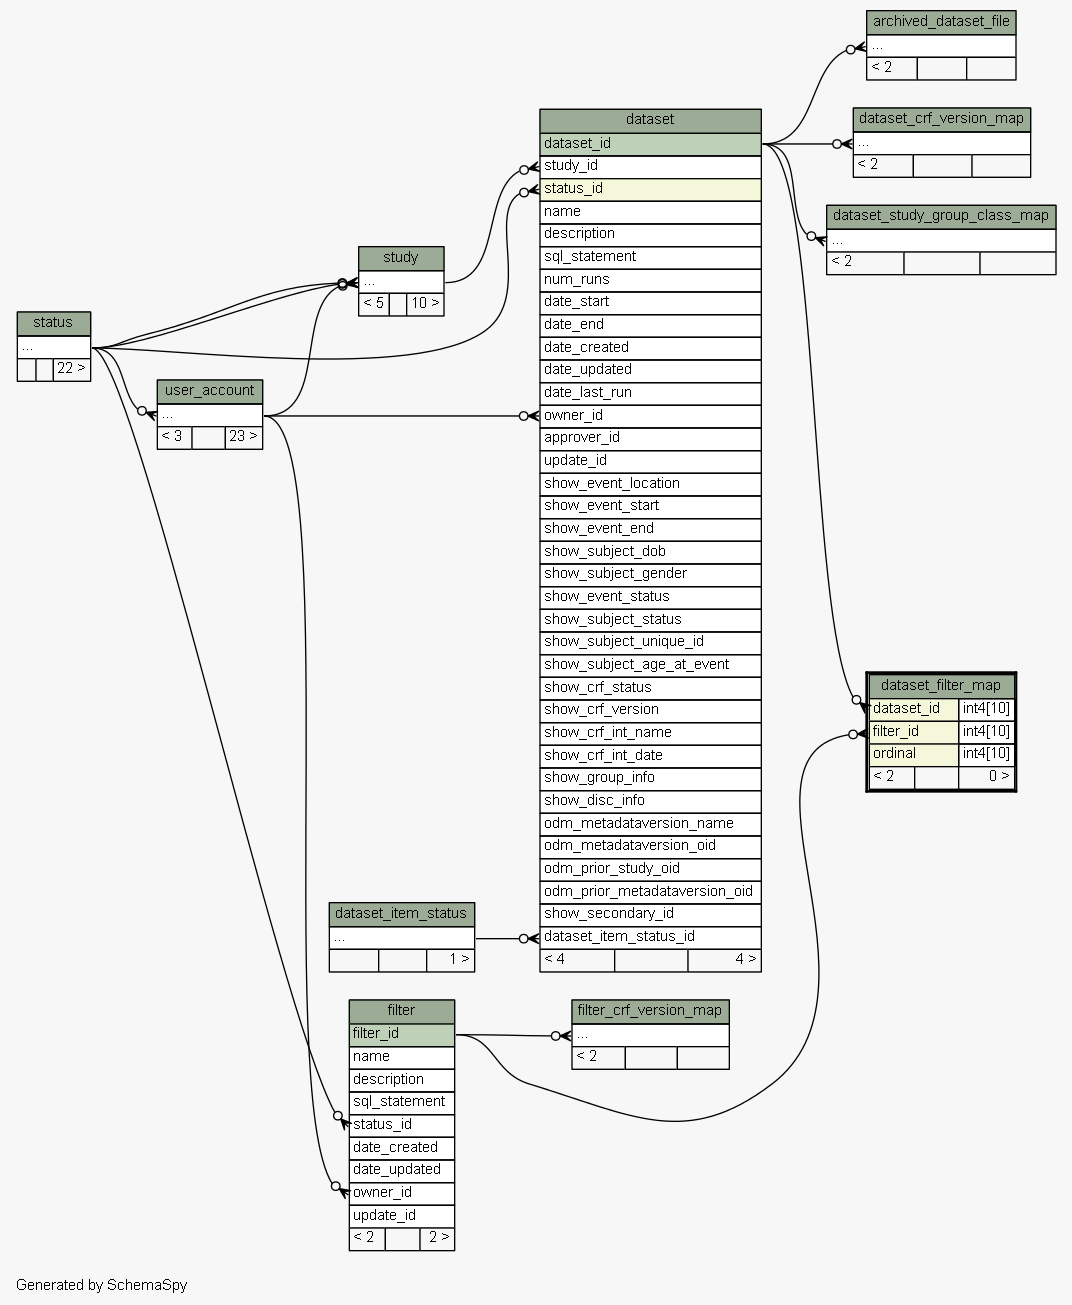 archived_dataset_file
...
< 2
dataset_crf_version_map
...
< 2
dataset_study_group_class_map
...
< 2
dataset
dataset_id
study_id
status_id
name
description
sql_statement
num_runs
date_start
date_end
date_created
date_updated
date_last_run
owner_id
approver_id
update_id
show_event_location
show_event_start
show_event_end
show_subject_dob
show_subject_gender
show_event_status
show_subject_status
show_subject_unique_id
show_subject_age_at_event
show_crf_status
show_crf_version
show_crf_int_name
show_crf_int_date
show_group_info
show_disc_info
odm_metadataversion_name
odm_metadataversion_oid
odm_prior_study_oid
odm_prior_metadataversion_oid
show_secondary_id
dataset_item_status_id
< 4 4 >
study
...
< 5 10 >
status
...
22 >
user_account
...
< 3 23 >
dataset_filter_map
dataset_id int4[10]
filter_id int4[10]
ordinal int4[10]
< 2 0 >
dataset_item_status
...
1 >
filter
filter_id
name
description
sql_statement
status_id
date_created
date_updated
owner_id
update_id
< 2 2 >
filter_crf_version_map
...
< 2
Generated by SchemaSpy